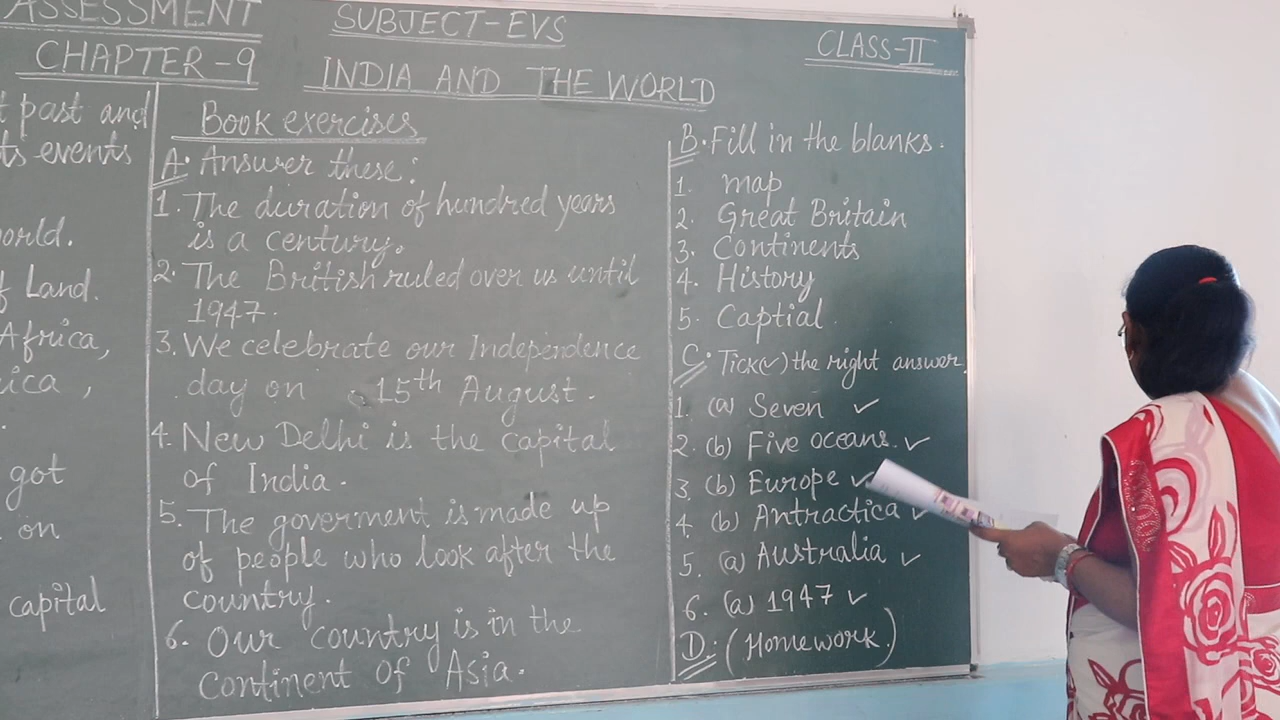 ASSESSMENT
SUBJECT-EVS
CLASS-II
CHAPTER-9
INDIA AND THE WORLD
t past and
ts events
orld.
f Land.
Africa,
ica,
.
got
on
capital
Book exercises
A. Answer these:
1. The duration of hundred years
is a century.
2. The British ruled over us until
1947.
3. We celebrate our Independence
day on 15th August.
4. New Delhi is the capital
of India.
5. The goverment is made up
of people who look after the
country.
6. Our country is in the
continent of Asia.
B. Fill in the blanks.
1. map
2. Great Britain
3. Continents
4. History
5. Captial
C. Tick(✓) the right answer.
1. (a) Seven ✓
2. (b) Five oceans. ✓
3. (b) Europe ✓
4. (b) Antractica ✓
5. (a) Australia ✓
6. (a) 1947 ✓
D. (Homework.)